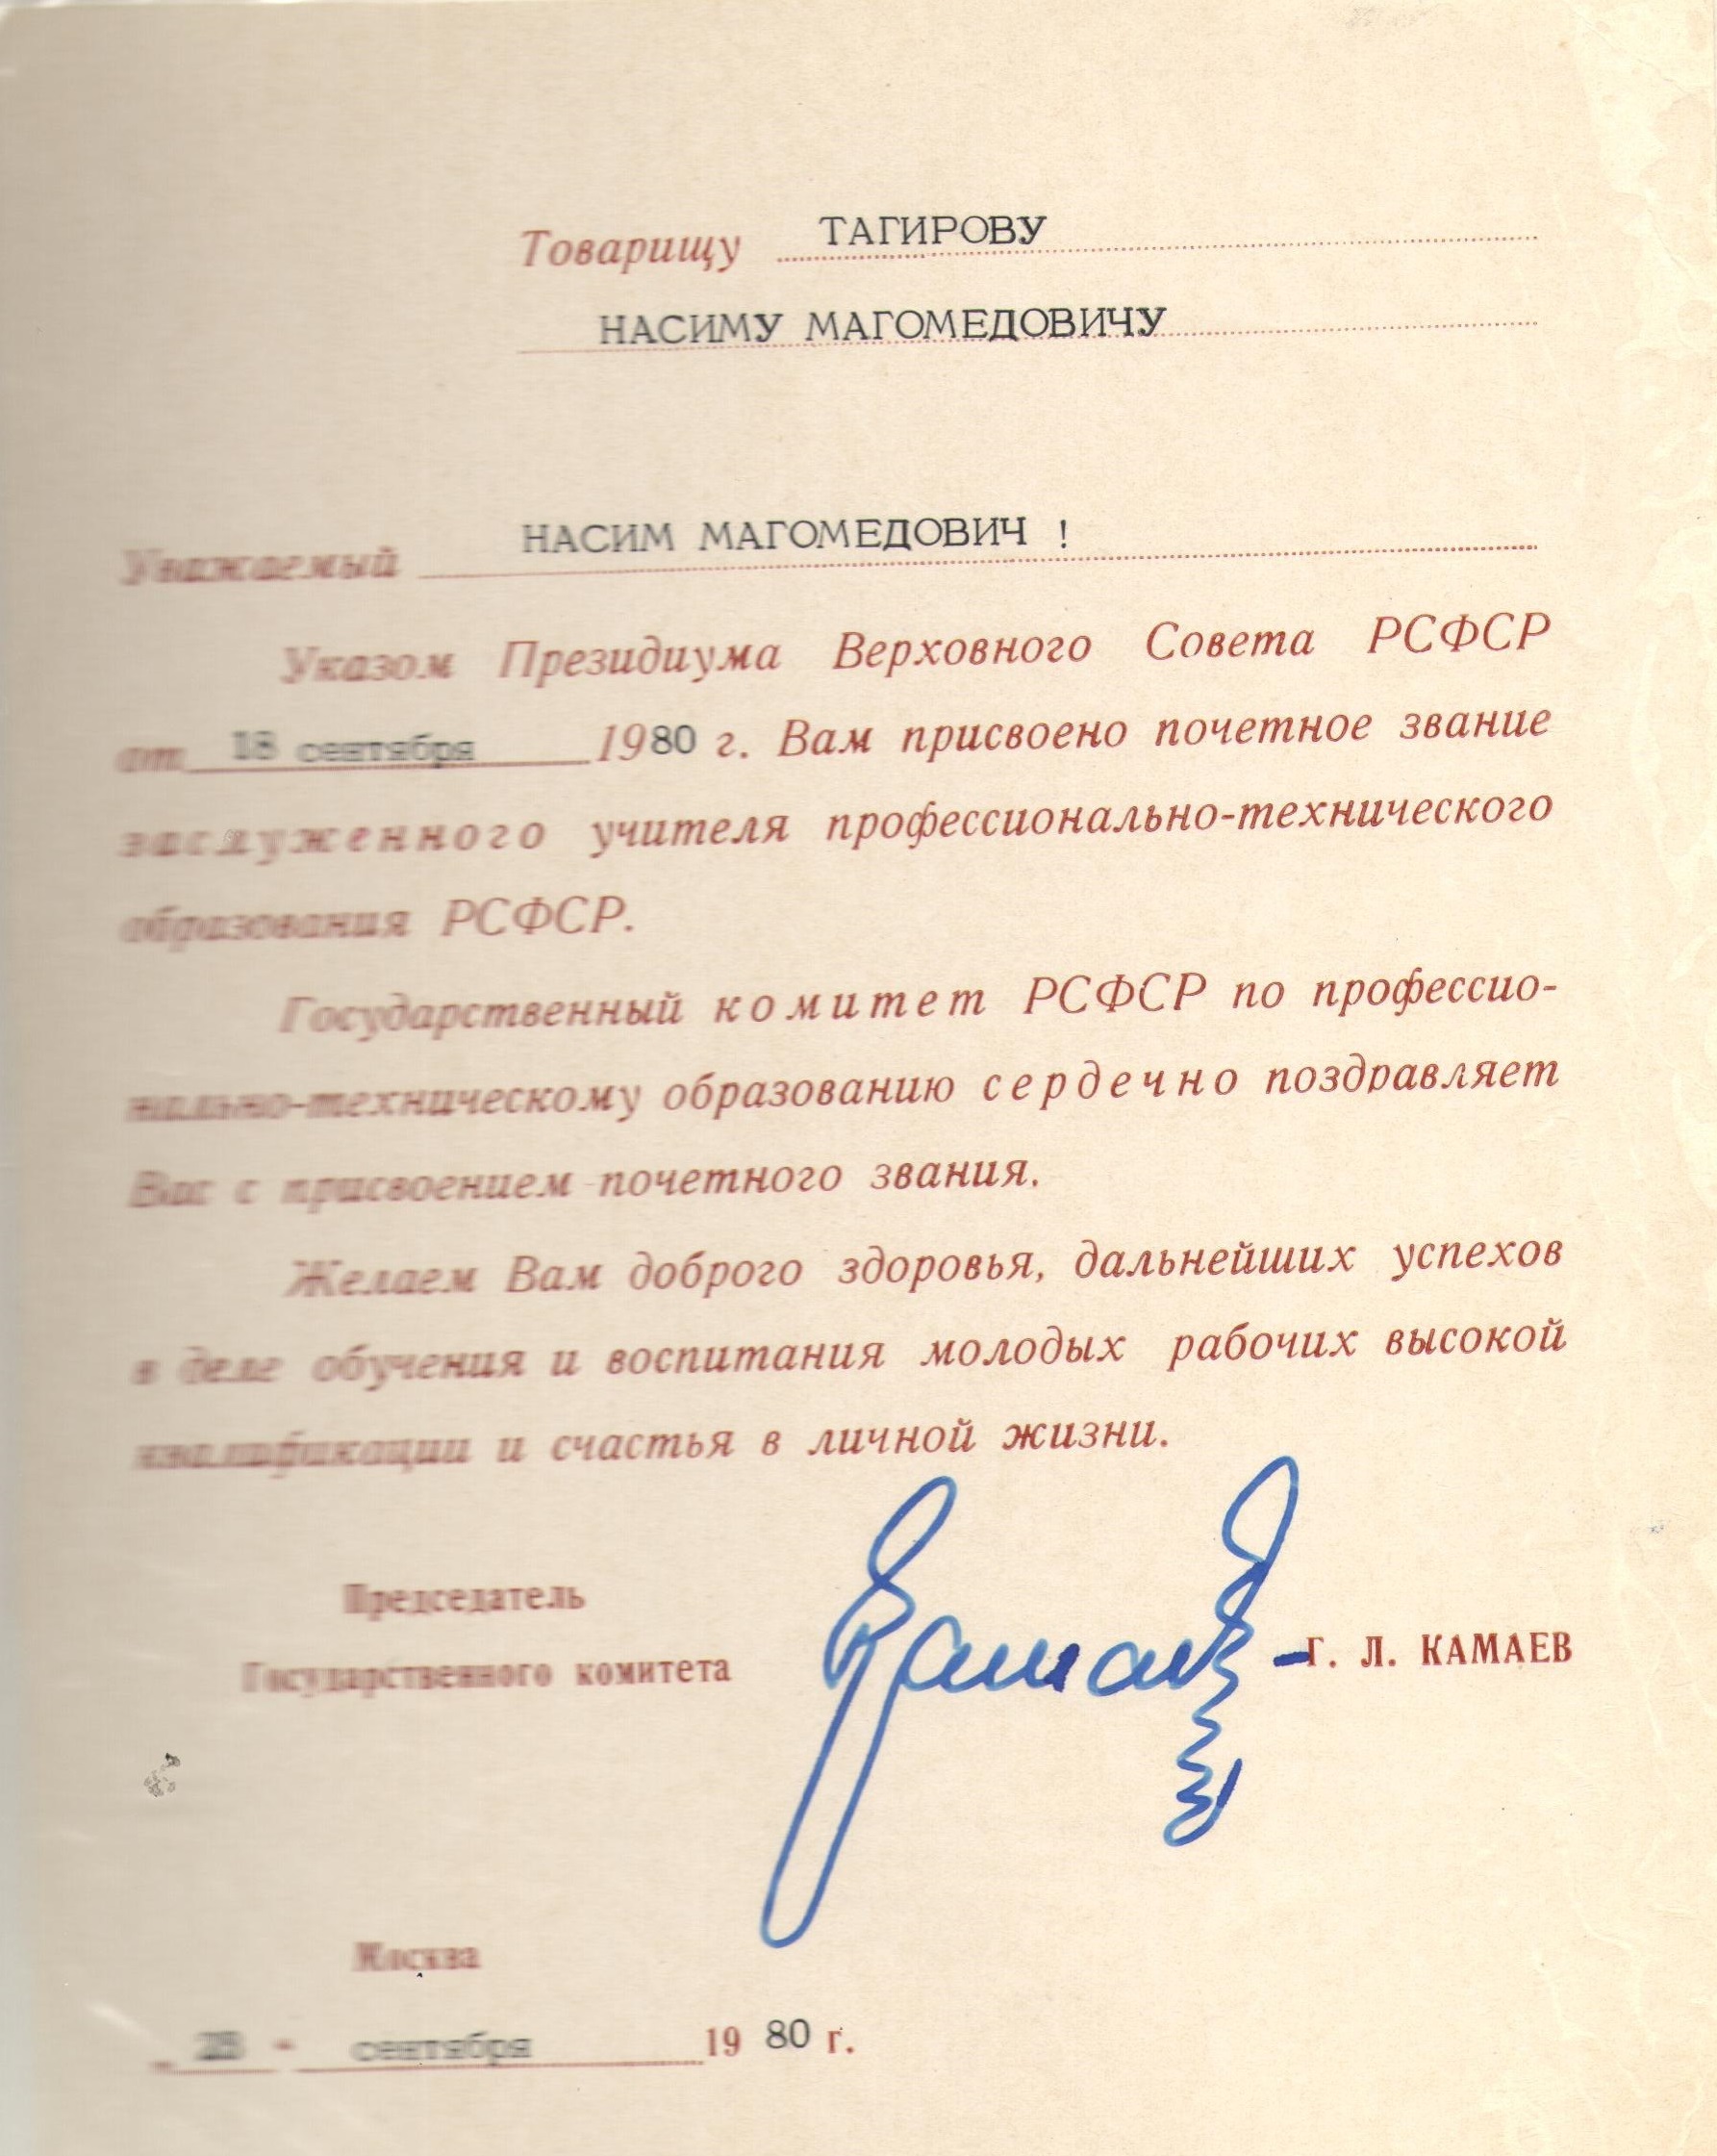 Товарищу ТАГИРОВУ
НАСИМУ МАГОМЕДОВИЧУ
Уважаемый НАСИМ МАГОМЕДОВИЧ !
Указом Президиума Верховного Совета РСФСР
от 18 сентября 1980 г. Вам присвоено почетное звание
заслуженного учителя профессионально-технического
образования РСФСР.
Государственный комитет РСФСР по профессио-
нально-техническому образованию сердечно поздравляет
Вас с присвоением почетного звания.
Желаем Вам доброго здоровья, дальнейших успехов
в деле обучения и воспитания молодых рабочих высокой
квалификации и счастья в личной жизни.
Председатель
Государственного комитета
Г. Л. КАМАЕВ
Москва
" " сентября 1980 г.